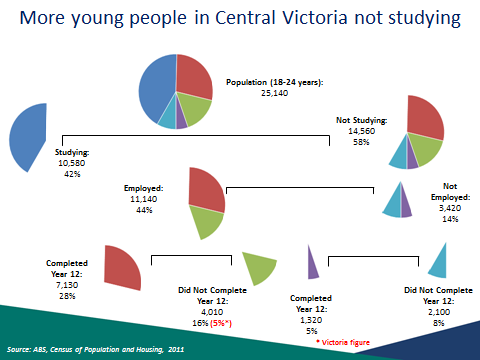 More young people in Central Victoria not studying
Population (18-24 years):
25,140
Not Studying:
14,560
58%
Studying:
10,580
42%
Employed:
11,140
44%
Not
Employed:
3,420
14%
Completed
Year 12:
7,130
28%
Did Not Complete
Year 12:
4,010
16% (5%*)
Completed
Year 12:
1,320
5%
Did Not Complete
Year 12:
2,100
8%
* Victoria figure
Source: ABS, Census of Population and Housing, 2011